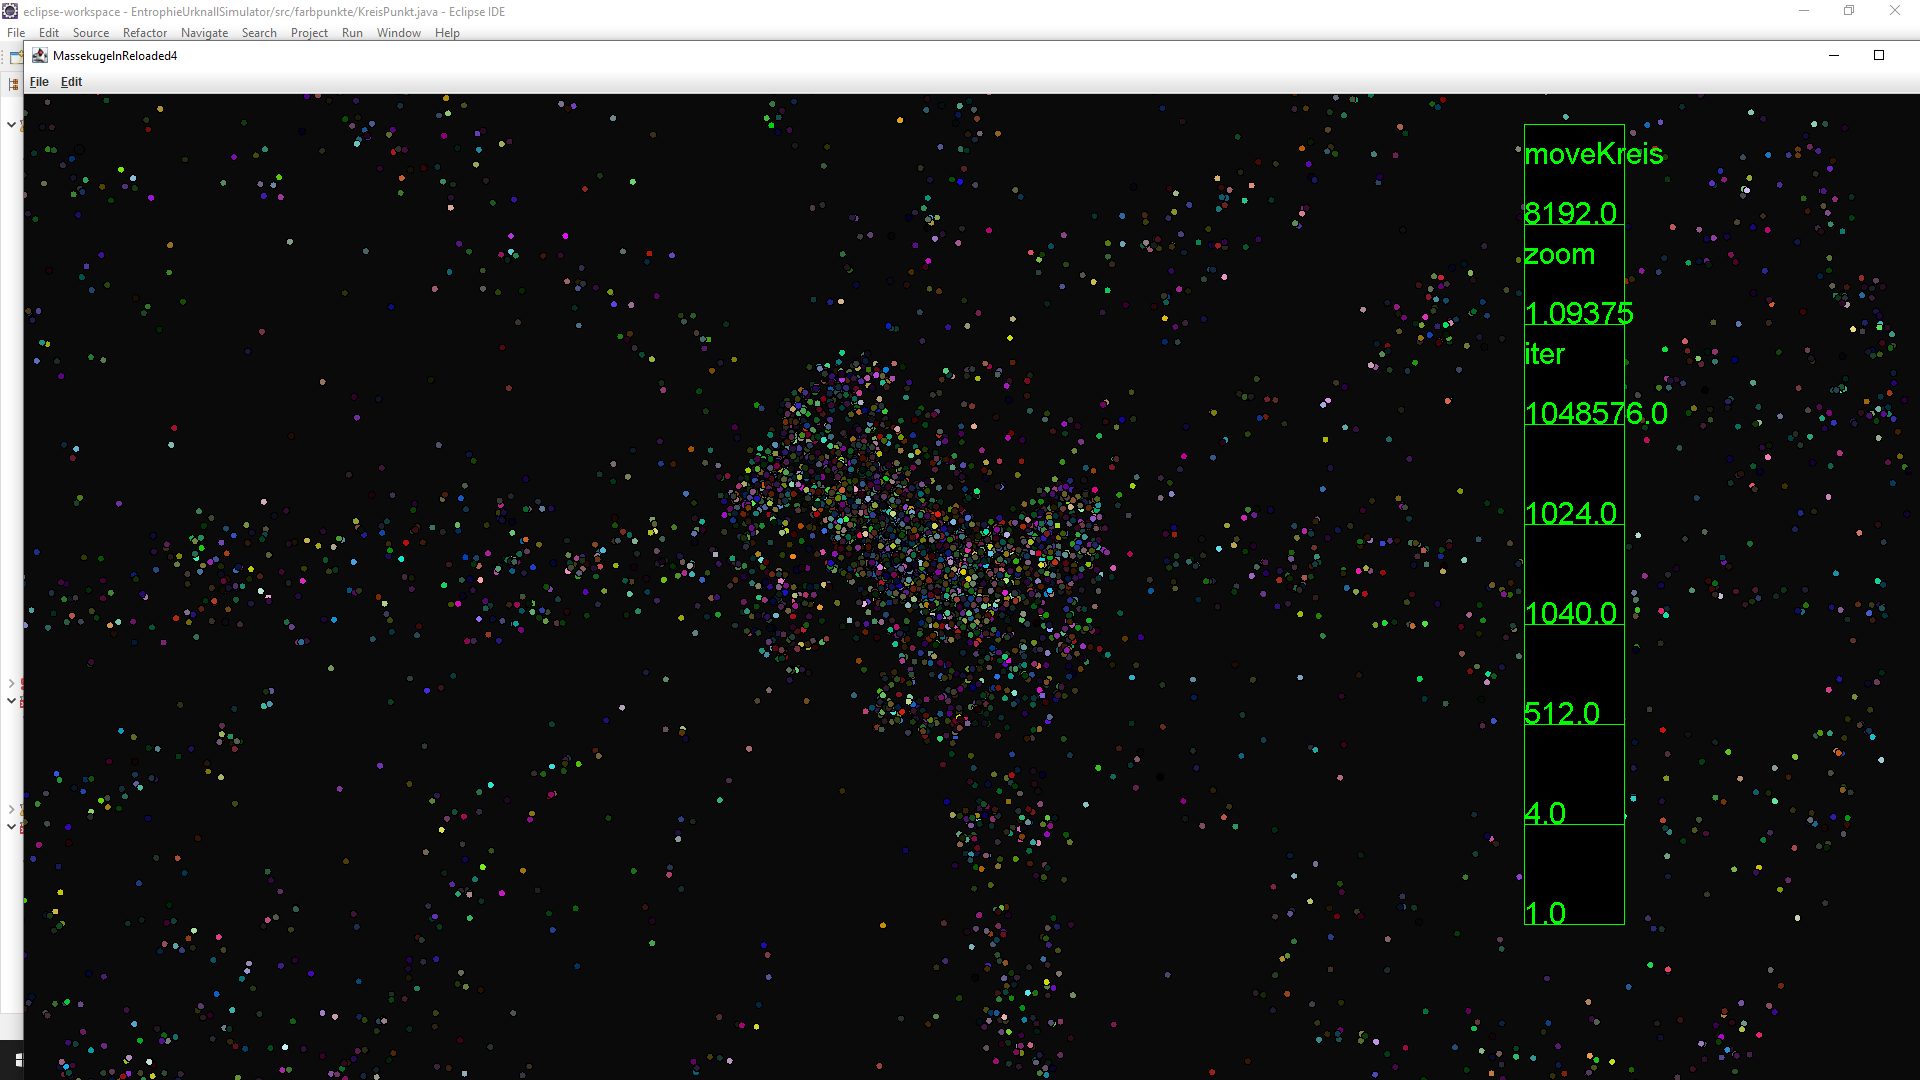 eclipse-workspace - EntrophieUrknallSimulator/src/farbpunkte/KreisPunkt.java - Eclipse IDE
File Edit Source Refactor Navigate Search Project Run Window Help
MassekugelnReloaded4
File Edit
moveKreis
8192.0
zoom
1.09375
iter
1048576.0
1024.0
1040.0
512.0
4.0
1.0